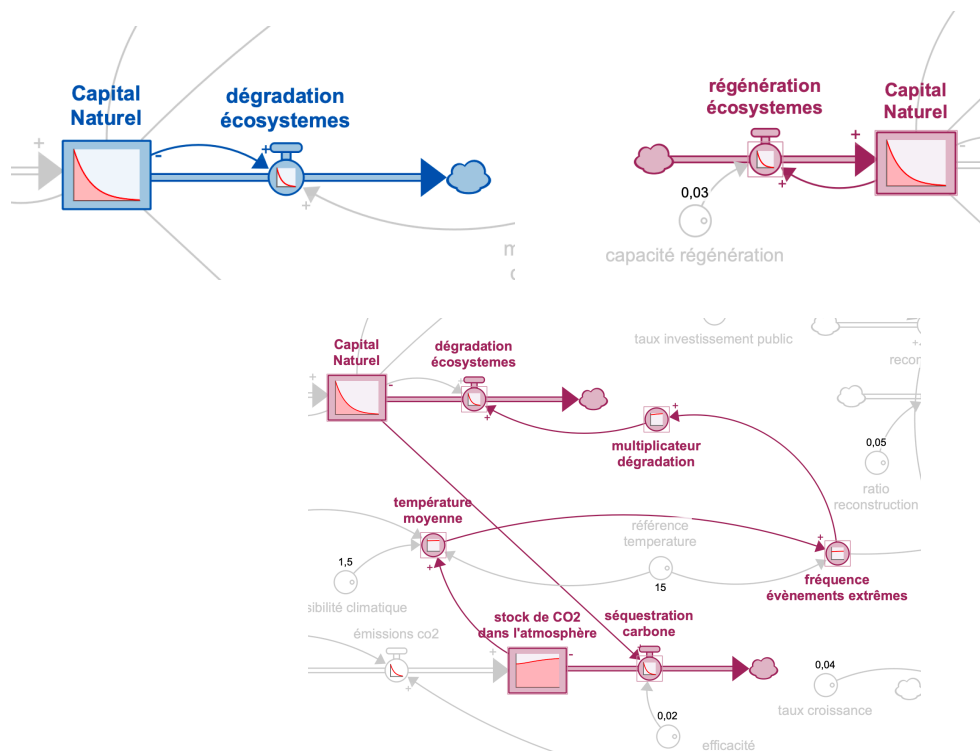 Capital
Naturel
dégradation
écosystemes
+
-
+
+
m
régénération
écosystemes
Capital
Naturel
+
-
+
0,03
capacité régénération
Capital
Naturel
dégradation
écosystemes
taux investissement public
+
-
+
+
+
recon
multiplicateur
dégradation
0,05
ratio
reconstruction
température
moyenne
référence
temperature
+
1,5
+
15
sibilité climatique
fréquence
évènements extrêmes
stock de CO2
dans l'atmosphère
séquestration
carbone
émissions co2
+
-
+
0,04
taux croissance
0,02
efficacité